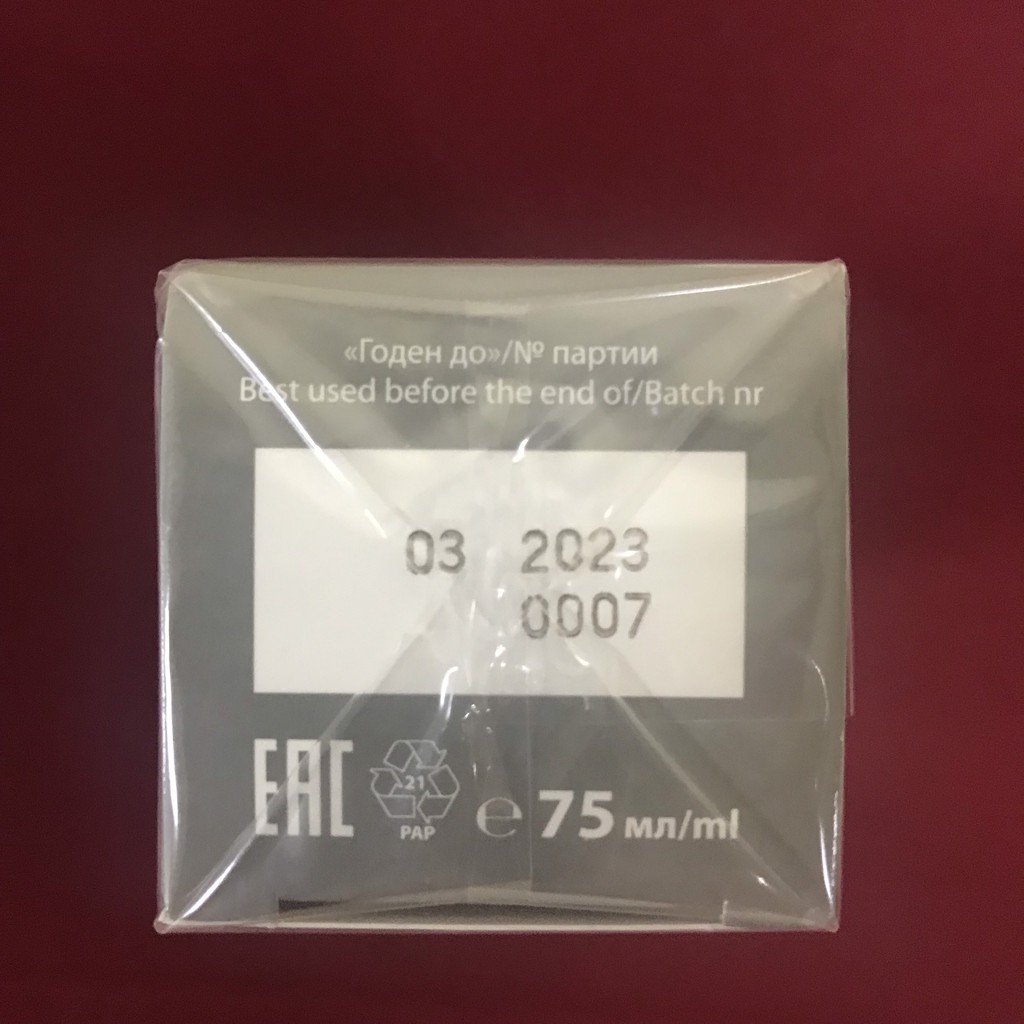 «Годен до»/№ партии
Best used before the end of/Batch nr
03 2023
0007
EAC
21
PAP
℮ 75 мл/ml